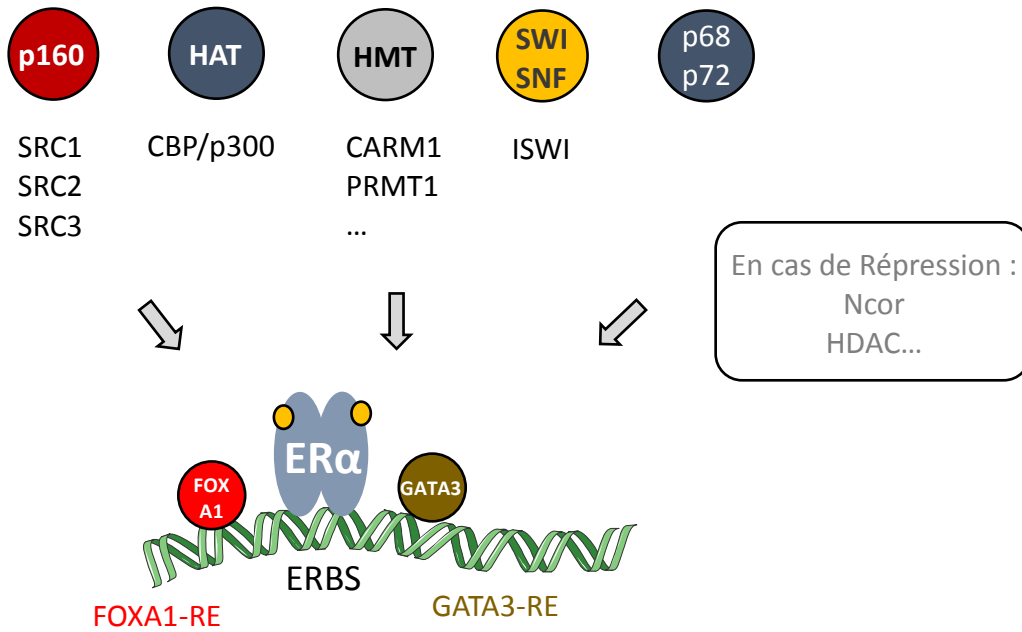 p160
HAT
HMT
SWI
SNF
p68
p72
SRC1
SRC2
SRC3
CBP/p300
CARM1
PRMT1
...
ISWI
En cas de Répression :
Ncor
HDAC...
ERα
FOX
A1
GATA3
ERBS
FOXA1-RE
GATA3-RE